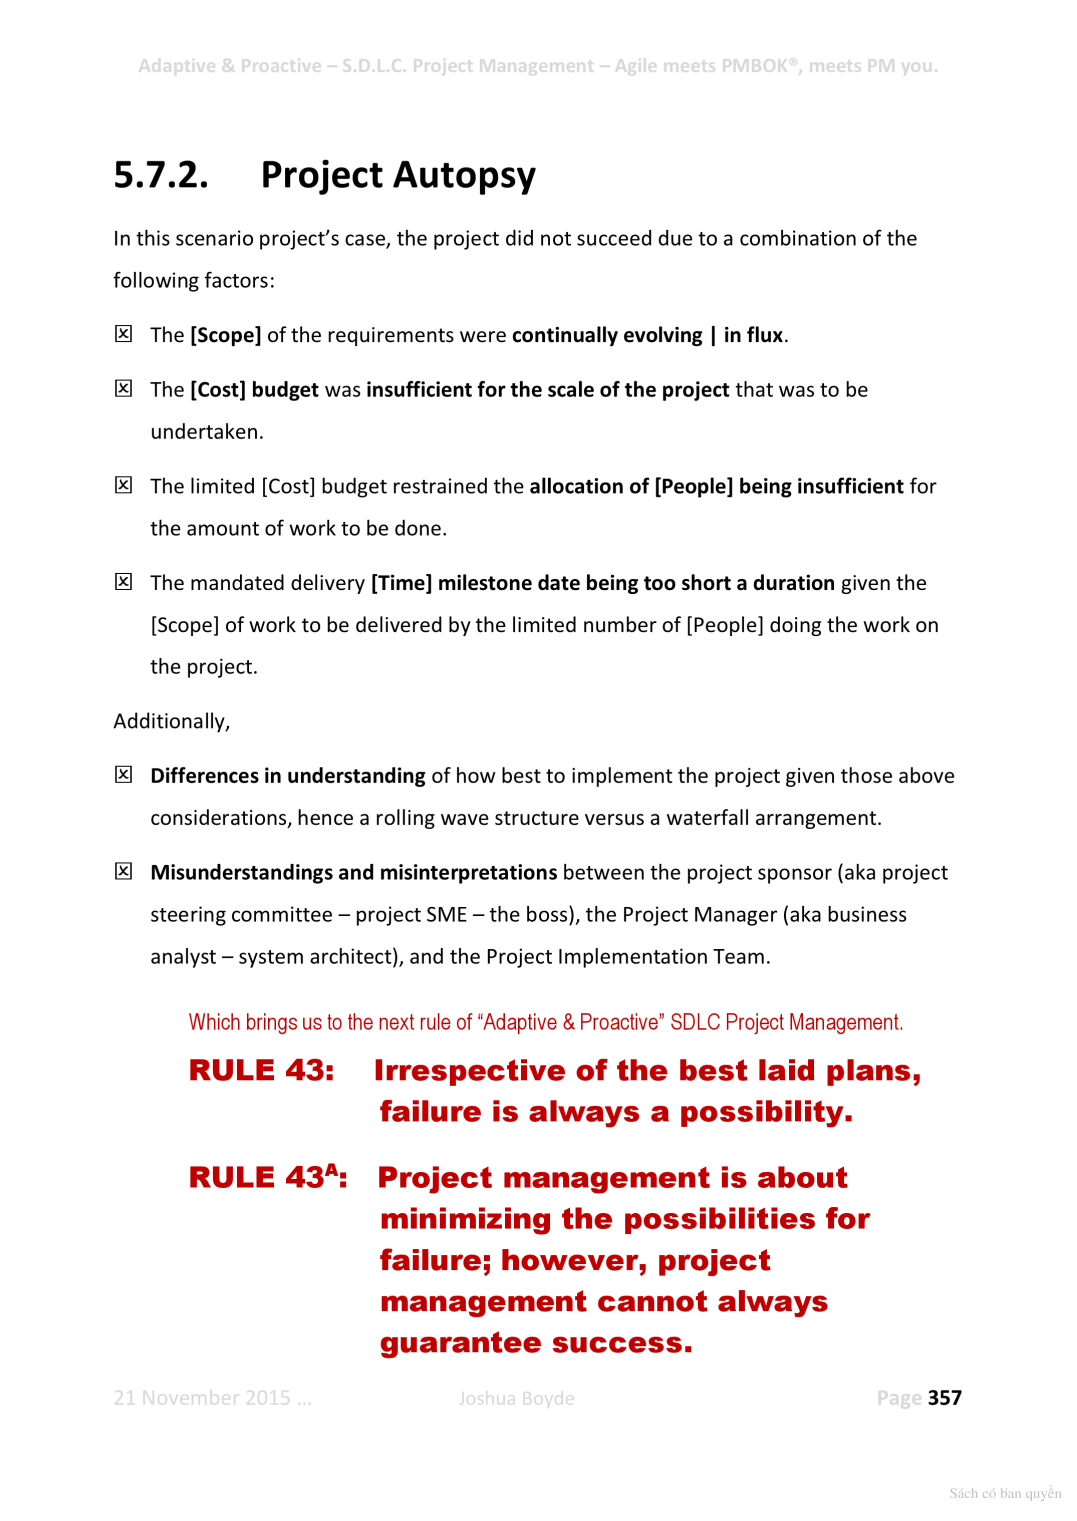 Adaptive & Proactive – S.D.L.C. Project Management – Agile meets PMBOK®, meets PM you.
5.7.2. Project Autopsy
In this scenario project’s case, the project did not succeed due to a combination of the
following factors:
☒ The [Scope] of the requirements were continually evolving | in flux.
☒ The [Cost] budget was insufficient for the scale of the project that was to be
undertaken.
☒ The limited [Cost] budget restrained the allocation of [People] being insufficient for
the amount of work to be done.
☒ The mandated delivery [Time] milestone date being too short a duration given the
[Scope] of work to be delivered by the limited number of [People] doing the work on
the project.
Additionally,
☒ Differences in understanding of how best to implement the project given those above
considerations, hence a rolling wave structure versus a waterfall arrangement.
☒ Misunderstandings and misinterpretations between the project sponsor (aka project
steering committee – project SME – the boss), the Project Manager (aka business
analyst – system architect), and the Project Implementation Team.
Which brings us to the next rule of “Adaptive & Proactive” SDLC Project Management.
RULE 43: Irrespective of the best laid plans,
failure is always a possibility.
RULE 43A: Project management is about
minimizing the possibilities for
failure; however, project
management cannot always
guarantee success.
21 November 2015 … Joshua Boyde Page 357
Sách có bản quyền